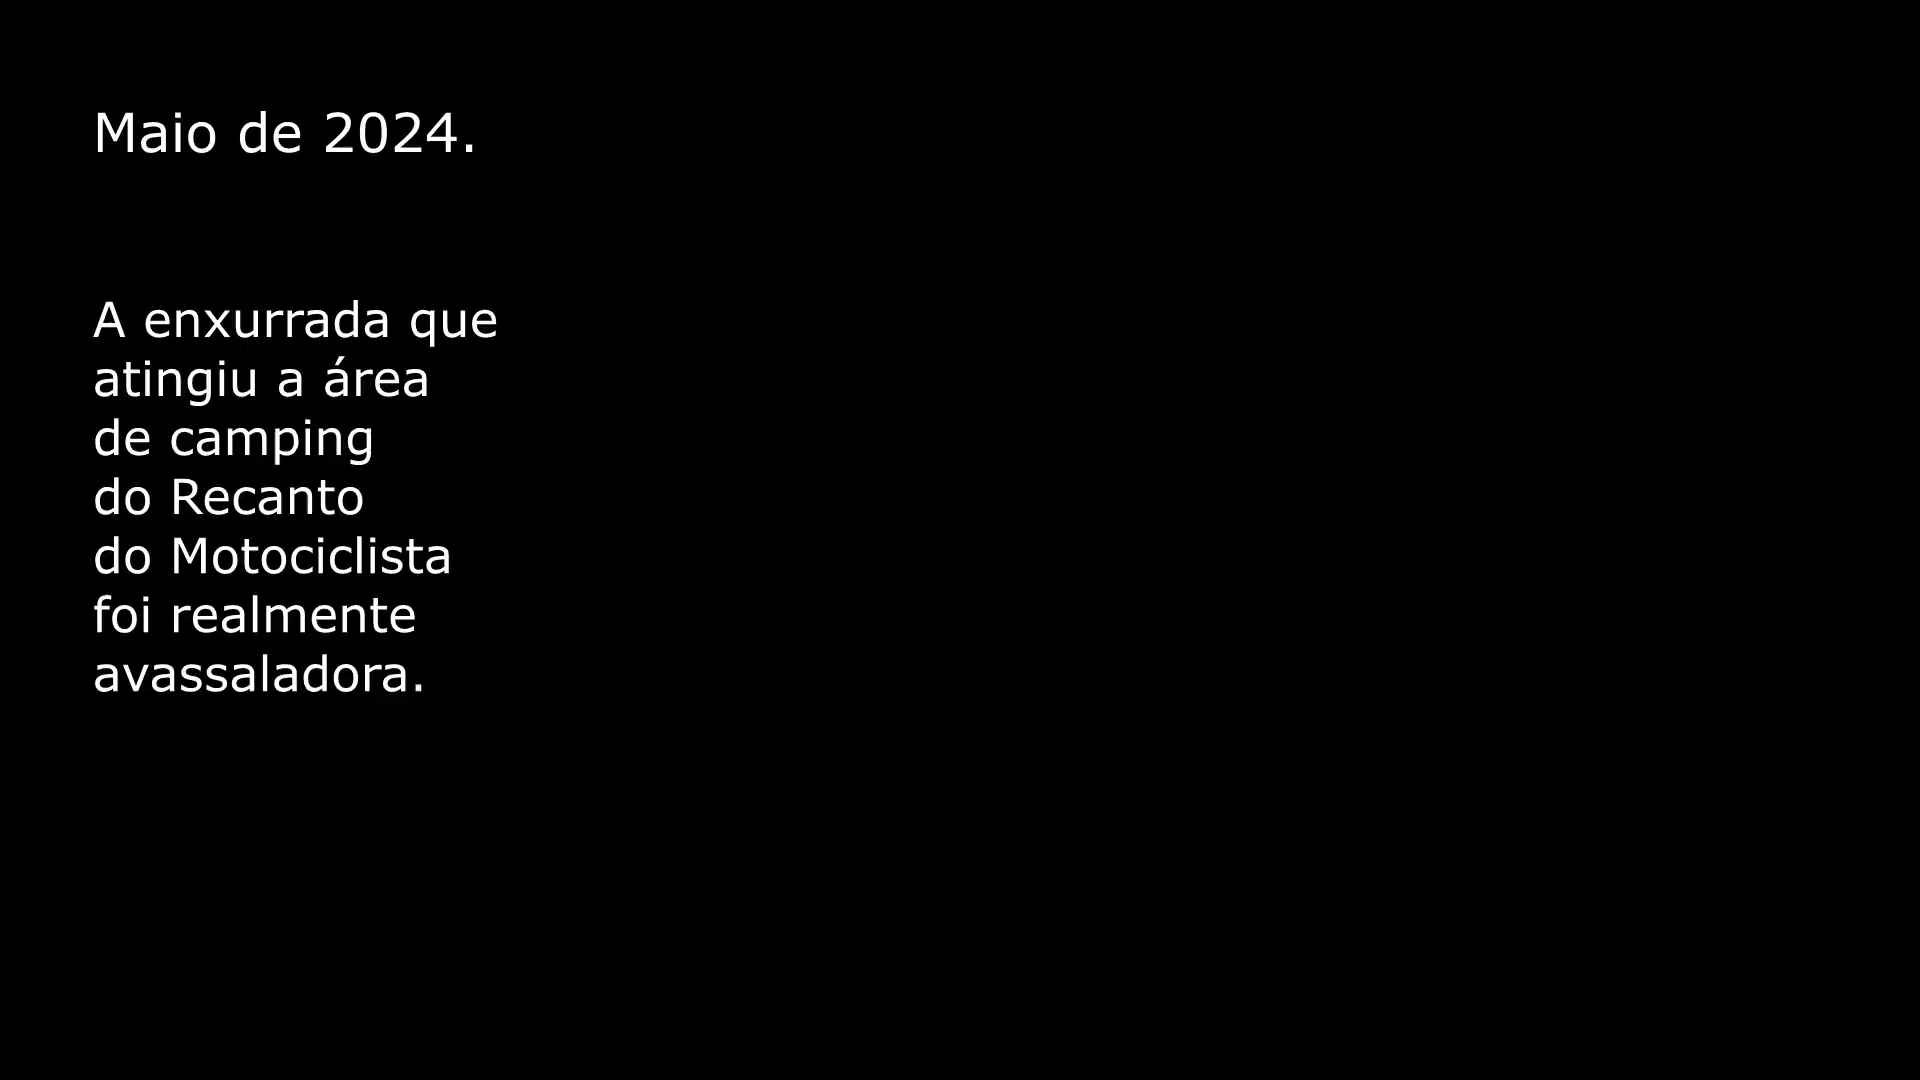 Maio de 2024.
A enxurrada que
atingiu a área
de camping
do Recanto
do Motociclista
foi realmente
avassaladora.